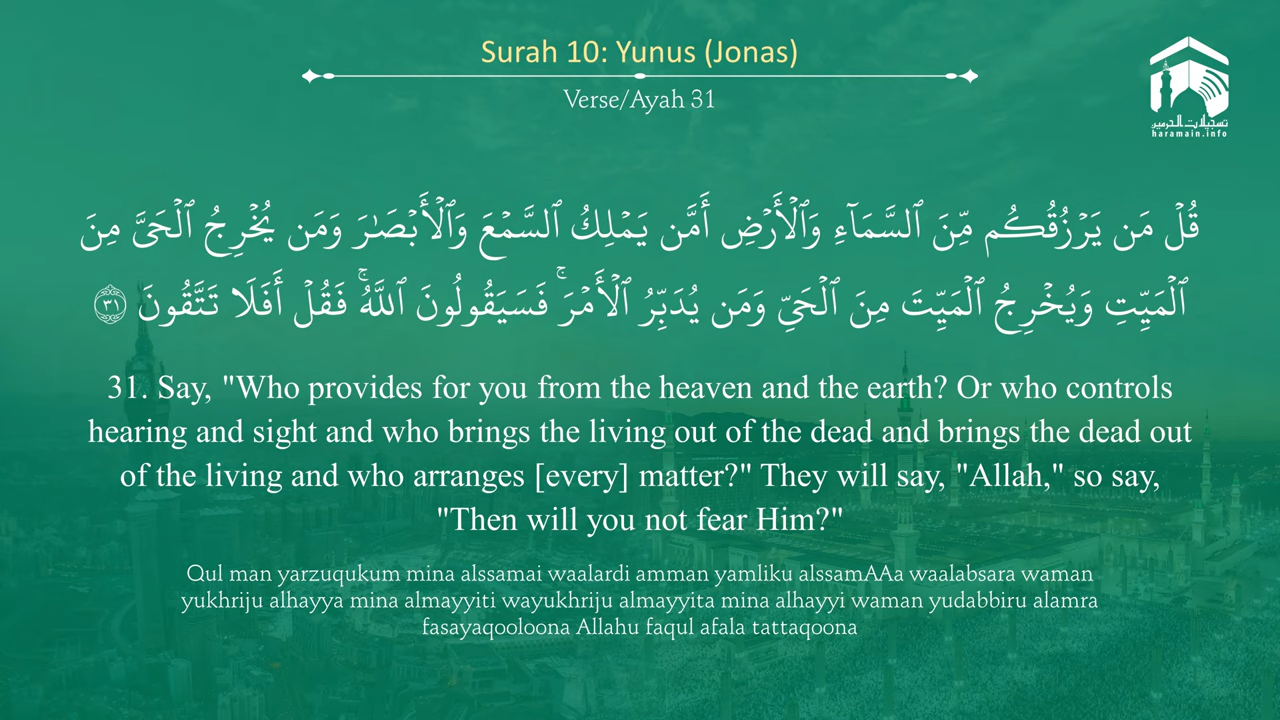 Surah 10: Yunus (Jonas)
Verse/Ayah 31
تسجيلات الحرمين
haramain.info
قُلْ مَن يَرْزُقُكُم مِّنَ ٱلسَّمَآءِ وَٱلْأَرْضِ أَمَّن يَمْلِكُ ٱلسَّمْعَ وَٱلْأَبْصَٰرَ وَمَن يُخْرِجُ ٱلْحَىَّ مِنَ
ٱلْمَيِّتِ وَيُخْرِجُ ٱلْمَيِّتَ مِنَ ٱلْحَىِّ وَمَن يُدَبِّرُ ٱلْأَمْرَ ۚ فَسَيَقُولُونَ ٱللَّهُ ۚ فَقُلْ أَفَلَا تَتَّقُونَ ٣١
31. Say, "Who provides for you from the heaven and the earth? Or who controls
hearing and sight and who brings the living out of the dead and brings the dead out
of the living and who arranges [every] matter?" They will say, "Allah," so say,
"Then will you not fear Him?"
Qul man yarzuqukum mina alssamai waalardi amman yamliku alssamAAa waalabsara waman
yukhriju alhayya mina almayyiti wayukhriju almayyita mina alhayyi waman yudabbiru alamra
fasayaqooloona Allahu faqul afala tattaqoona